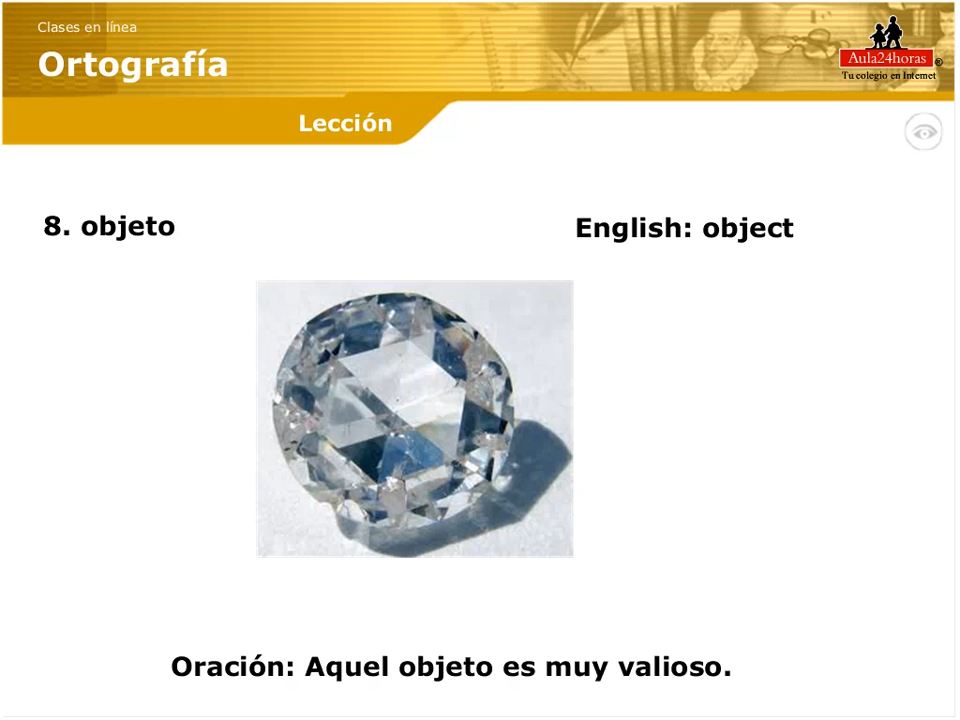 Clases en línea
Ortografía
Aula24horas®
Tu colegio en Internet
Lección
8. objeto
English: object
Oración: Aquel objeto es muy valioso.